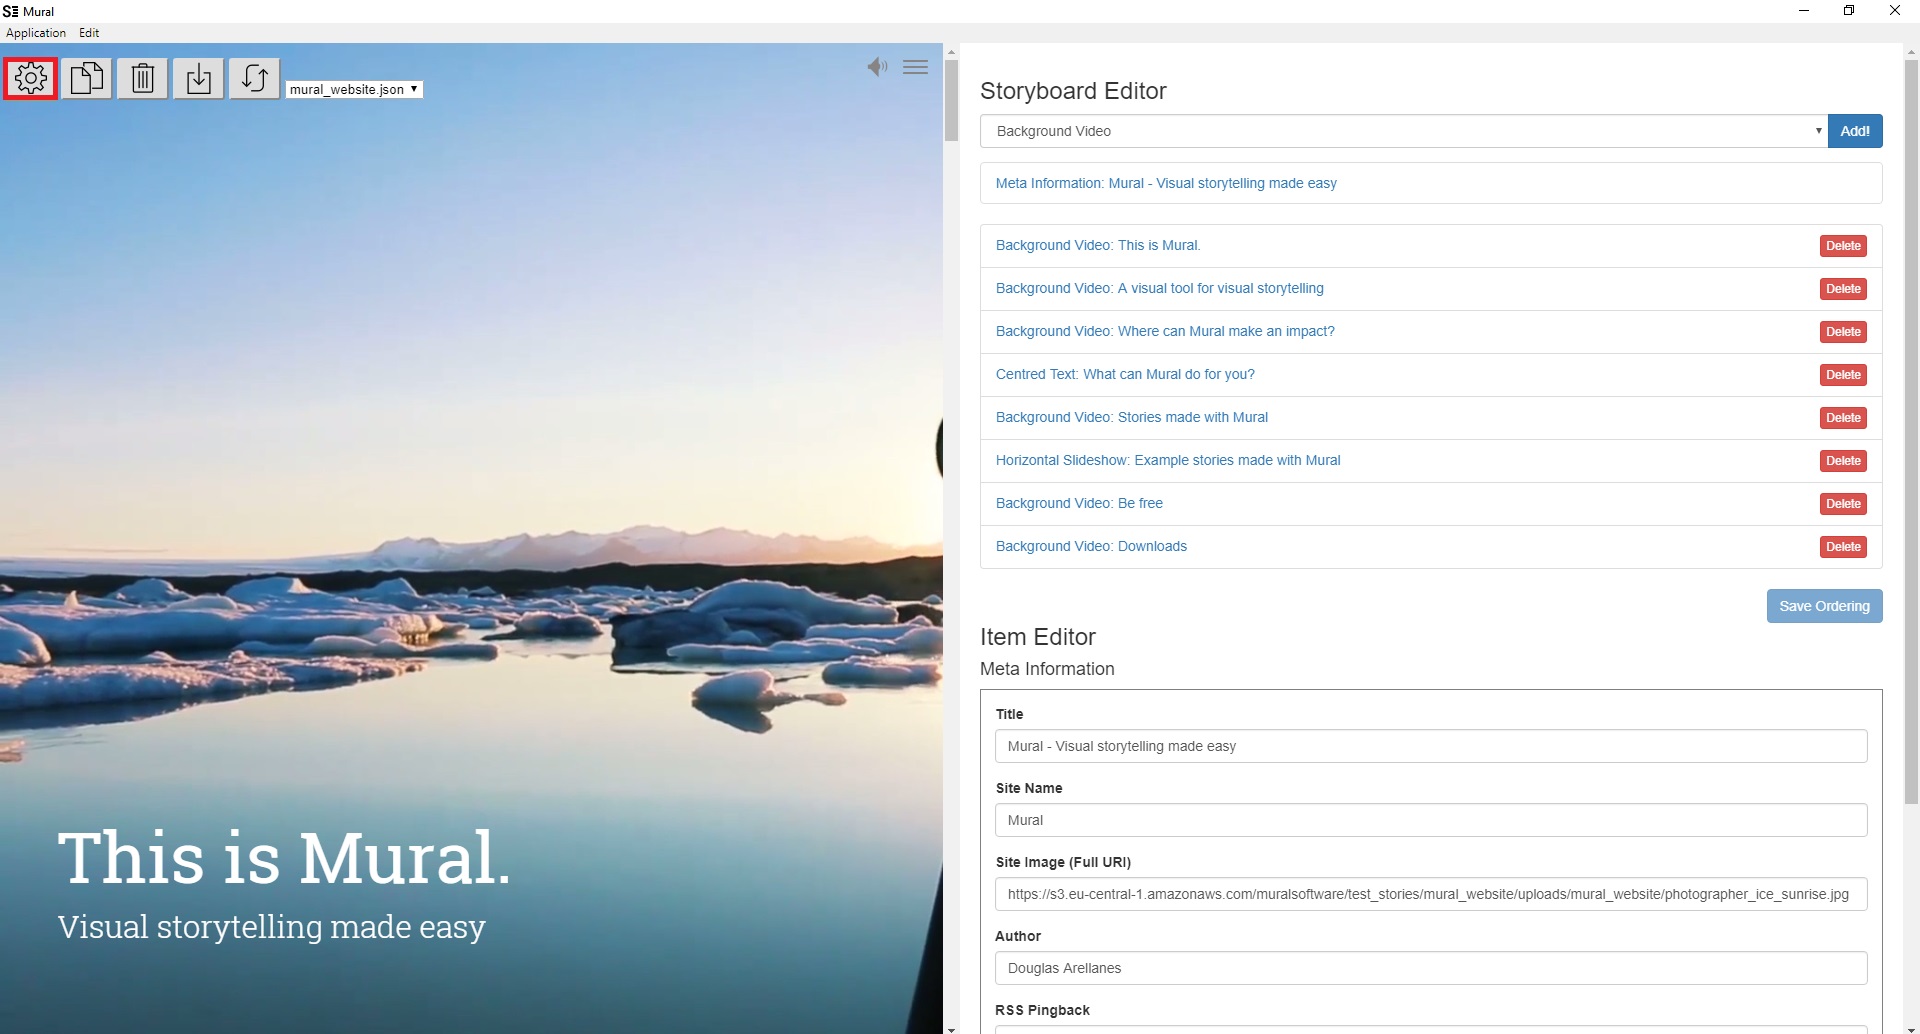 SE Mural
Application Edit
mural_website.json
This is Mural.
Visual storytelling made easy
Storyboard Editor
Background Video
Add!
Meta Information: Mural - Visual storytelling made easy
Background Video: This is Mural.
Delete
Background Video: A visual tool for visual storytelling
Delete
Background Video: Where can Mural make an impact?
Delete
Centred Text: What can Mural do for you?
Delete
Background Video: Stories made with Mural
Delete
Horizontal Slideshow: Example stories made with Mural
Delete
Background Video: Be free
Delete
Background Video: Downloads
Delete
Save Ordering
Item Editor
Meta Information
Title
Mural - Visual storytelling made easy
Site Name
Mural
Site Image (Full URI)
https://s3.eu-central-1.amazonaws.com/muralsoftware/test_stories/mural_website/uploads/mural_website/photographer_ice_sunrise.jpg
Author
Douglas Arellanes
RSS Pingback